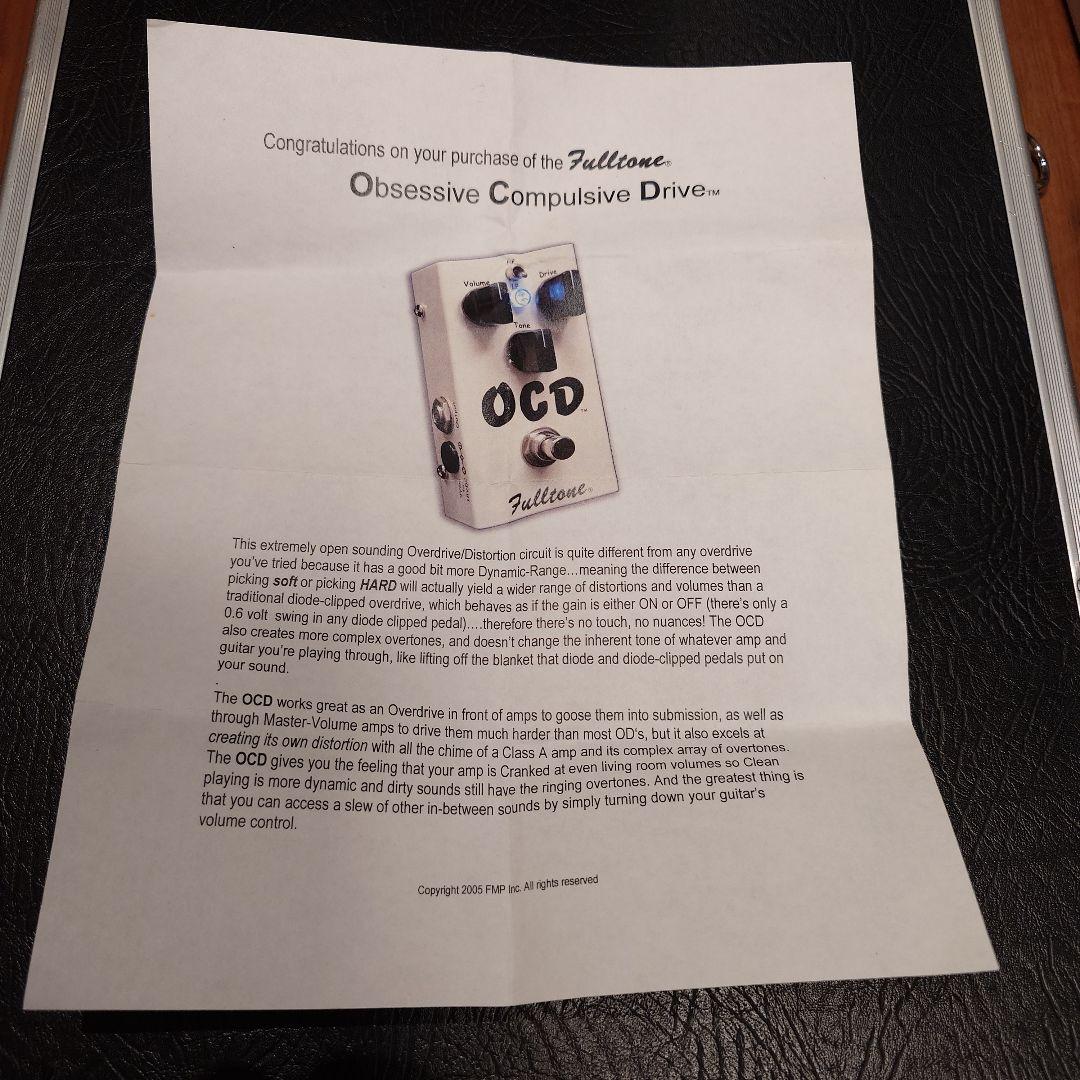 Congratulations on your purchase of the Fulltone®
Obsessive Compulsive Drive™
HP
Volume
LP
Drive
Tone
OCD™
Fulltone®
This extremely open sounding Overdrive/Distortion circuit is quite different from any overdrive
you've tried because it has a good bit more Dynamic-Range...meaning the difference between
picking soft or picking HARD will actually yield a wider range of distortions and volumes than a
traditional diode-clipped overdrive, which behaves as if the gain is either ON or OFF (there's only a
0.6 volt swing in any diode clipped pedal)....therefore there's no touch, no nuances! The OCD
also creates more complex overtones, and doesn't change the inherent tone of whatever amp and
guitar you're playing through, like lifting off the blanket that diode and diode-clipped pedals put on
your sound.
.
The OCD works great as an Overdrive in front of amps to goose them into submission, as well as
through Master-Volume amps to drive them much harder than most OD's, but it also excels at
creating its own distortion with all the chime of a Class A amp and its complex array of overtones.
The OCD gives you the feeling that your amp is Cranked at even living room volumes so Clean
playing is more dynamic and dirty sounds still have the ringing overtones. And the greatest thing is
that you can access a slew of other in-between sounds by simply turning down your guitar's
volume control.
Copyright 2005 FMP Inc. All rights reserved